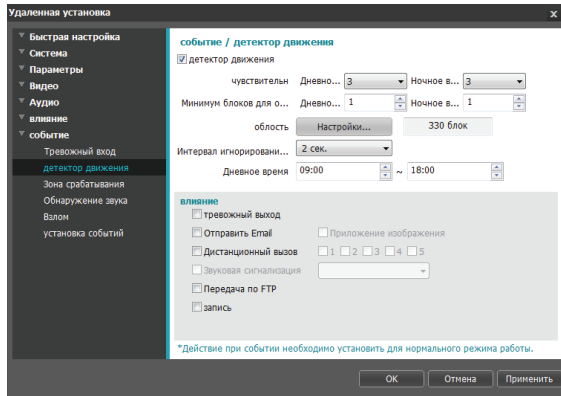 Удаленная установка x
Быстрая настройка
Система
Параметры
Видео
Аудио
влияние
событие
Тревожный вход
детектор движения
Зона срабатывания
Обнаружение звука
Взлом
установка событий
событие / детектор движения
детектор движения
чувствительн Дневно... 3 Ночное в... 3
Минимум блоков для о... Дневно... 1 Ночное в... 1
облость Настройки... 330 блок
Интервал игнорировани... 2 сек.
Дневное время 09:00 ~ 18:00
влияние
тревожный выход
Отправить Email Приложение изображения
Дистанционный вызов 1 2 3 4 5
Звуковая сигнализация
Передача по FTP
запись
*Действие при событии необходимо установить для нормального режима работы.
OK Отмена Применить